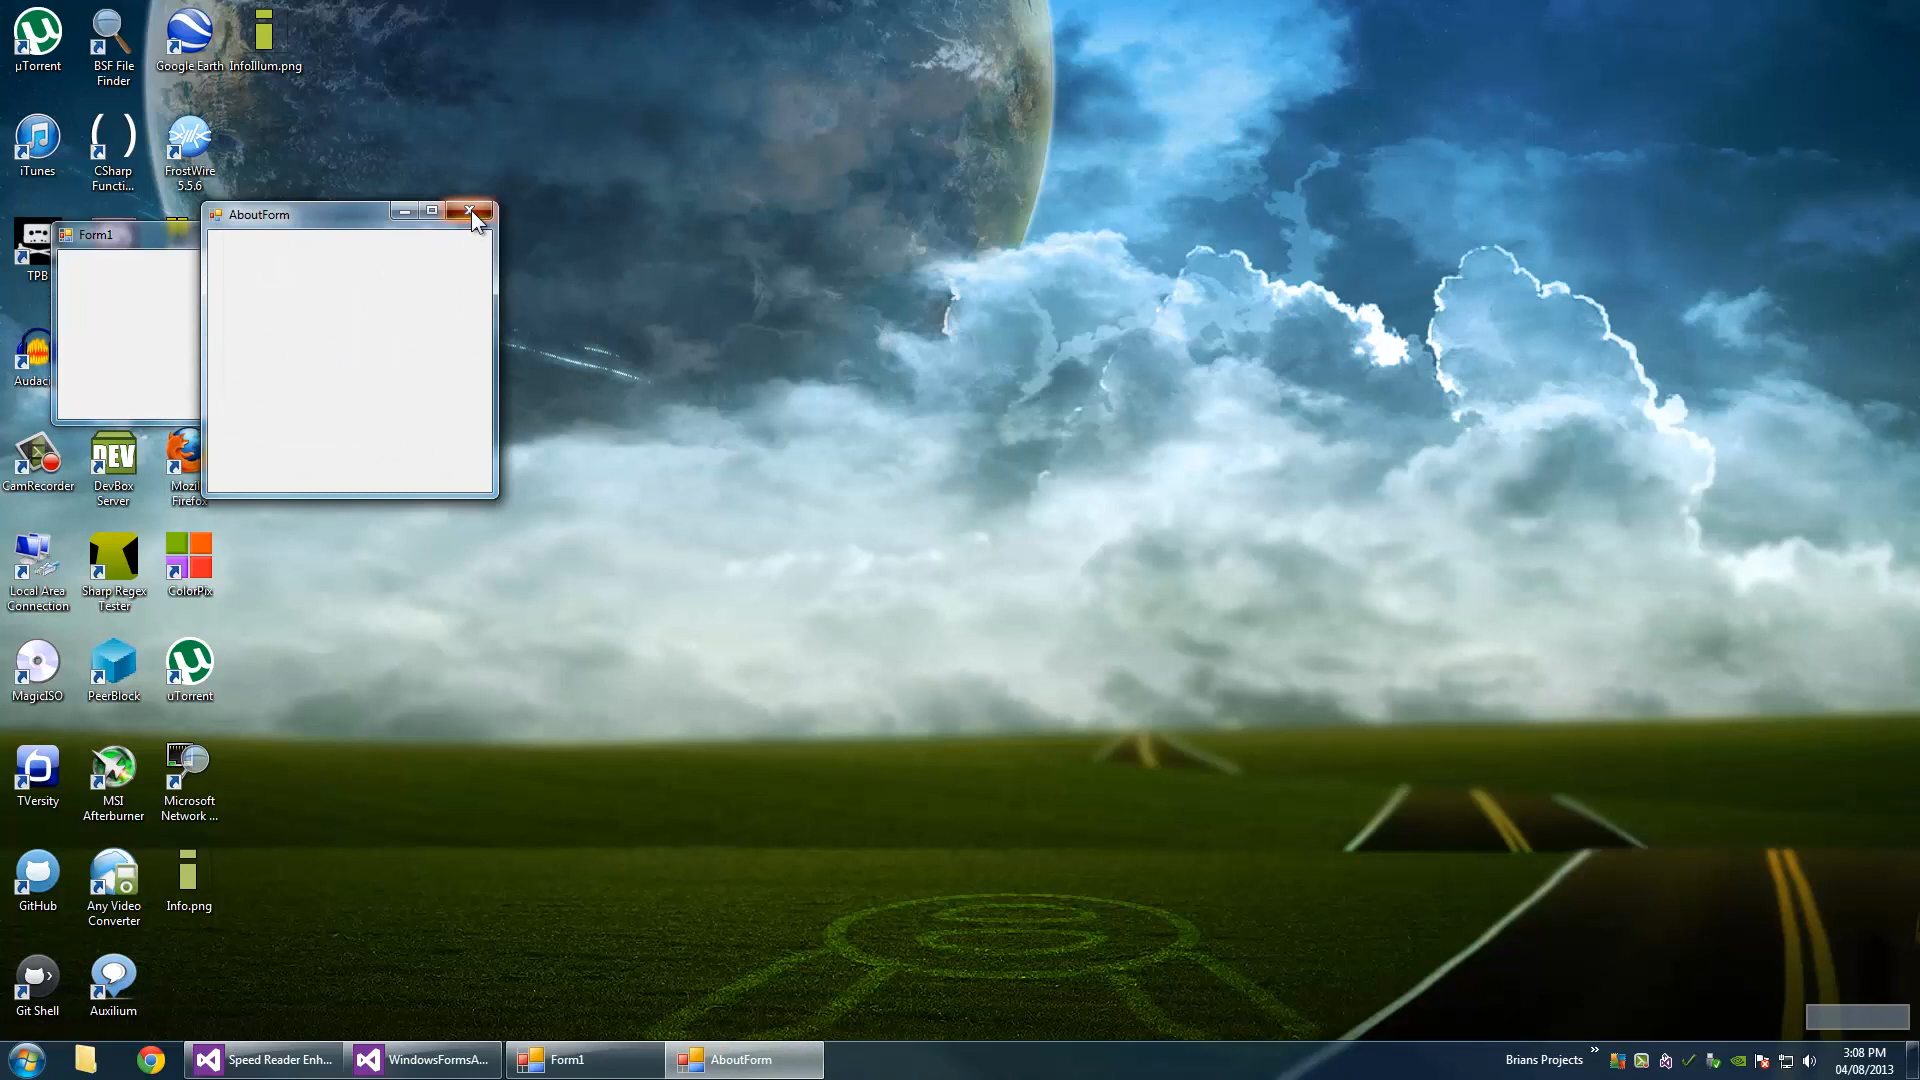 µTorrent
BSF File
Finder
Google Earth
InfoIllum.png
iTunes
CSharp
Functi...
FrostWire
5.5.6
AboutForm
Form1
TPB
Audaci
CamRecorder
DEV
DevBox
Server
Mozil
Firefox
Local Area
Connection
Sharp Regex
Tester
ColorPix
MagicISO
PeerBlock
uTorrent
TVersity
MSI
Afterburner
Microsoft
Network ...
GitHub
Any Video
Converter
Info.png
Git Shell
Auxilium
Speed Reader Enh...
WindowsFormsA...
Form1
AboutForm
Brians Projects
3:08 PM
04/08/2013